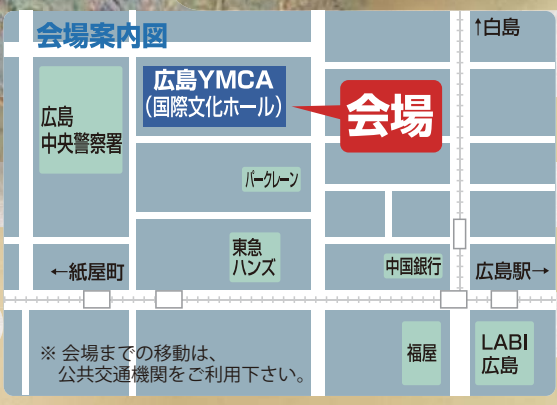 会場案内図
↑白島
広島YMCA
（国際文化ホール）
会場
広島
中央警察署
パークレーン
東急
ハンズ
←紙屋町
中国銀行
広島駅→
※ 会場までの移動は、
公共交通機関をご利用下さい。
福屋
LABI
広島